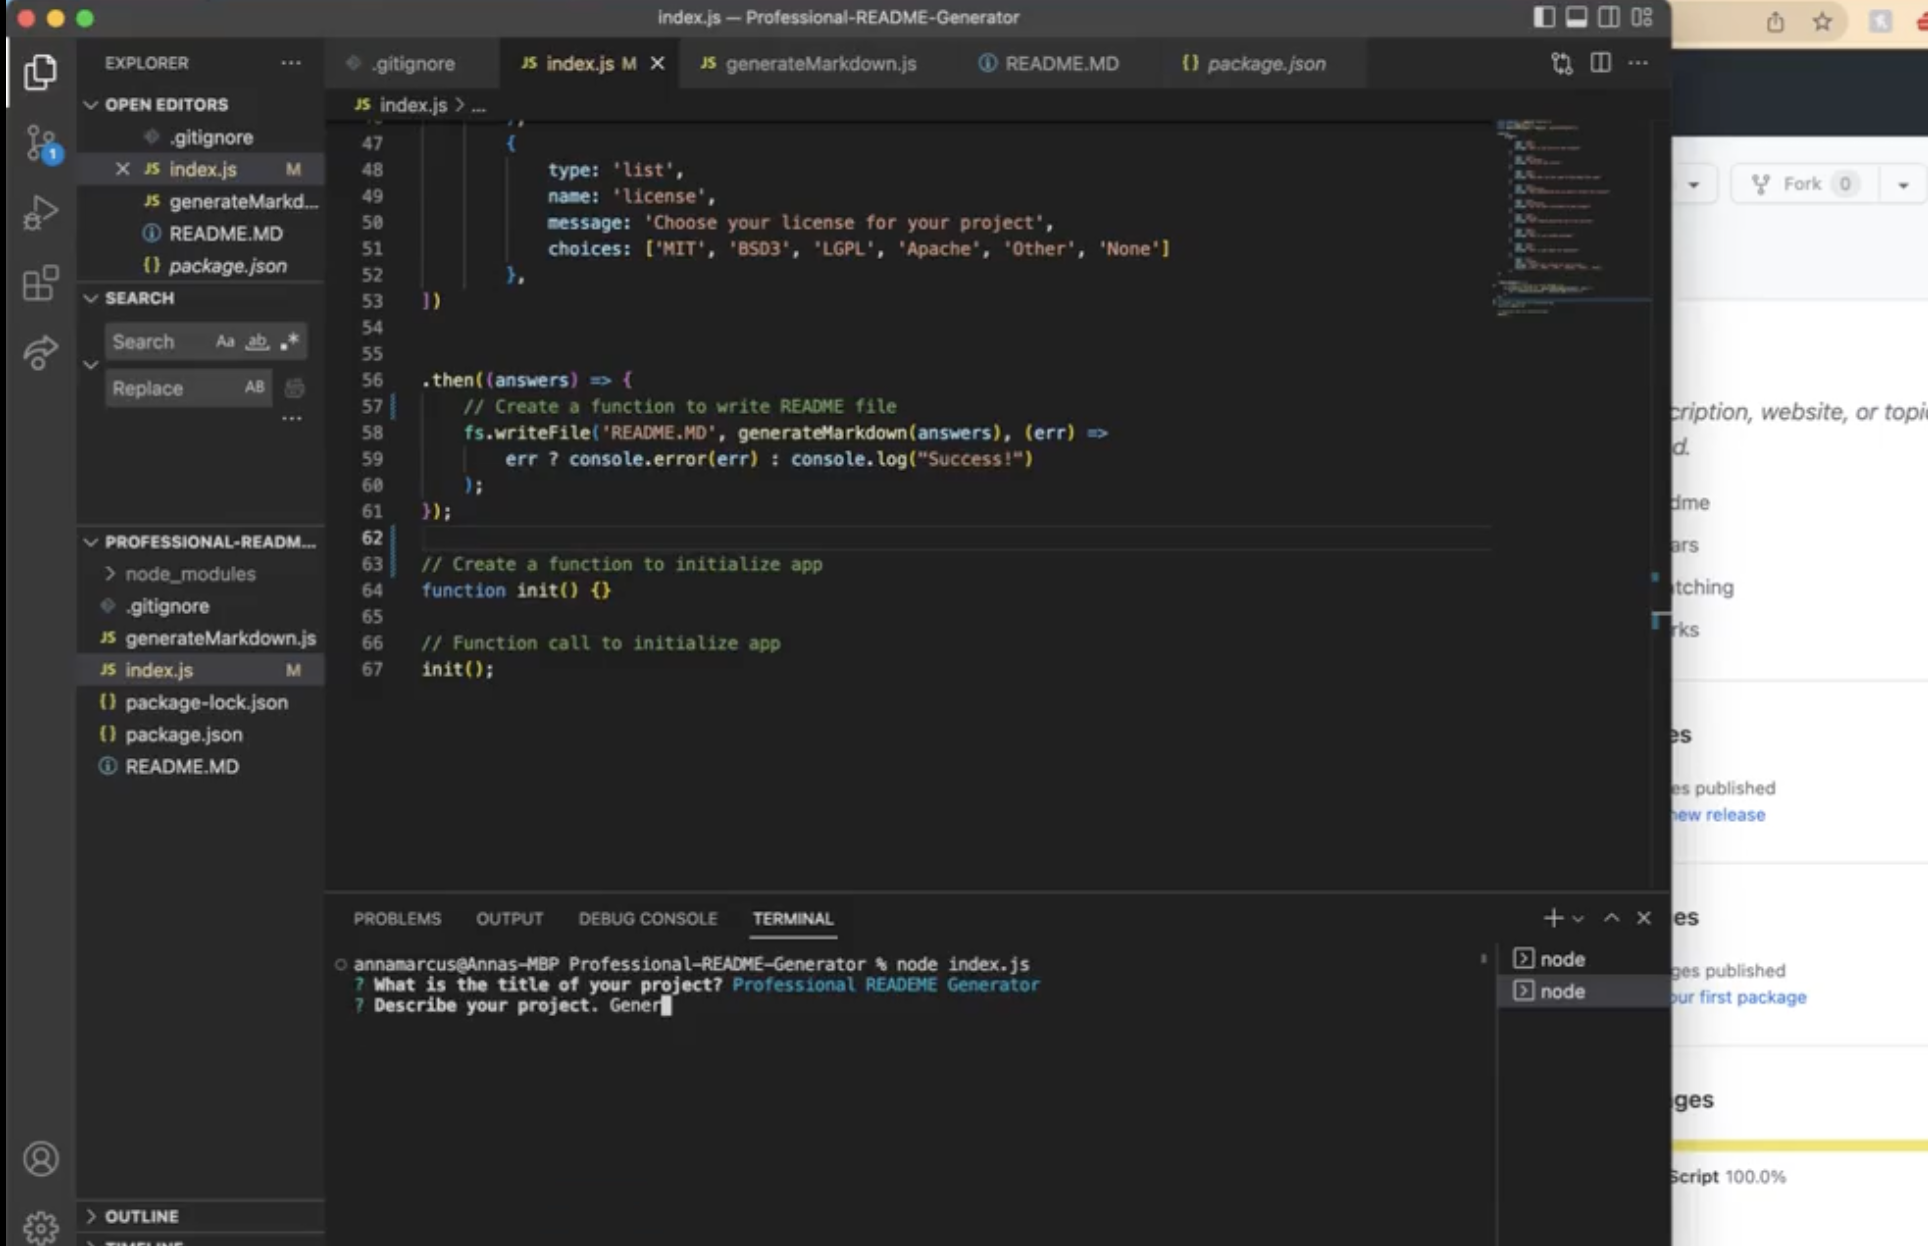 index.js — Professional-README-Generator
EXPLORER
OPEN EDITORS
.gitignore
JS index.js M
JS generateMarkd...
README.MD
{} package.json
SEARCH
Search Aa ab
Replace AB
PROFESSIONAL-READM...
node_modules
.gitignore
JS generateMarkdown.js
JS index.js M
{} package-lock.json
{} package.json
README.MD
OUTLINE
TIMELINE
1
.gitignore JS index.js M JS generateMarkdown.js README.MD {} package.json
JS index.js > ...
47 {
48 type: 'list',
49 name: 'license',
50 message: 'Choose your license for your project',
51 choices: ['MIT', 'BSD3', 'LGPL', 'Apache', 'Other', 'None']
52 },
53 ])
54
55
56 .then((answers) => {
57 // Create a function to write README file
58 fs.writeFile('README.MD', generateMarkdown(answers), (err) =>
59 err ? console.error(err) : console.log("Success!")
60 );
61 });
62
63 // Create a function to initialize app
64 function init() {}
65
66 // Function call to initialize app
67 init();
PROBLEMS OUTPUT DEBUG CONSOLE TERMINAL
annamarcus@Annas-MBP Professional-README-Generator % node index.js
? What is the title of your project? Professional READEME Generator
? Describe your project. Gener
node
node
Fork 0
cription, website, or topi
d.
dme
ars
tching
rks
es
es published
new release
es
ges published
our first package
ges
Script 100.0%